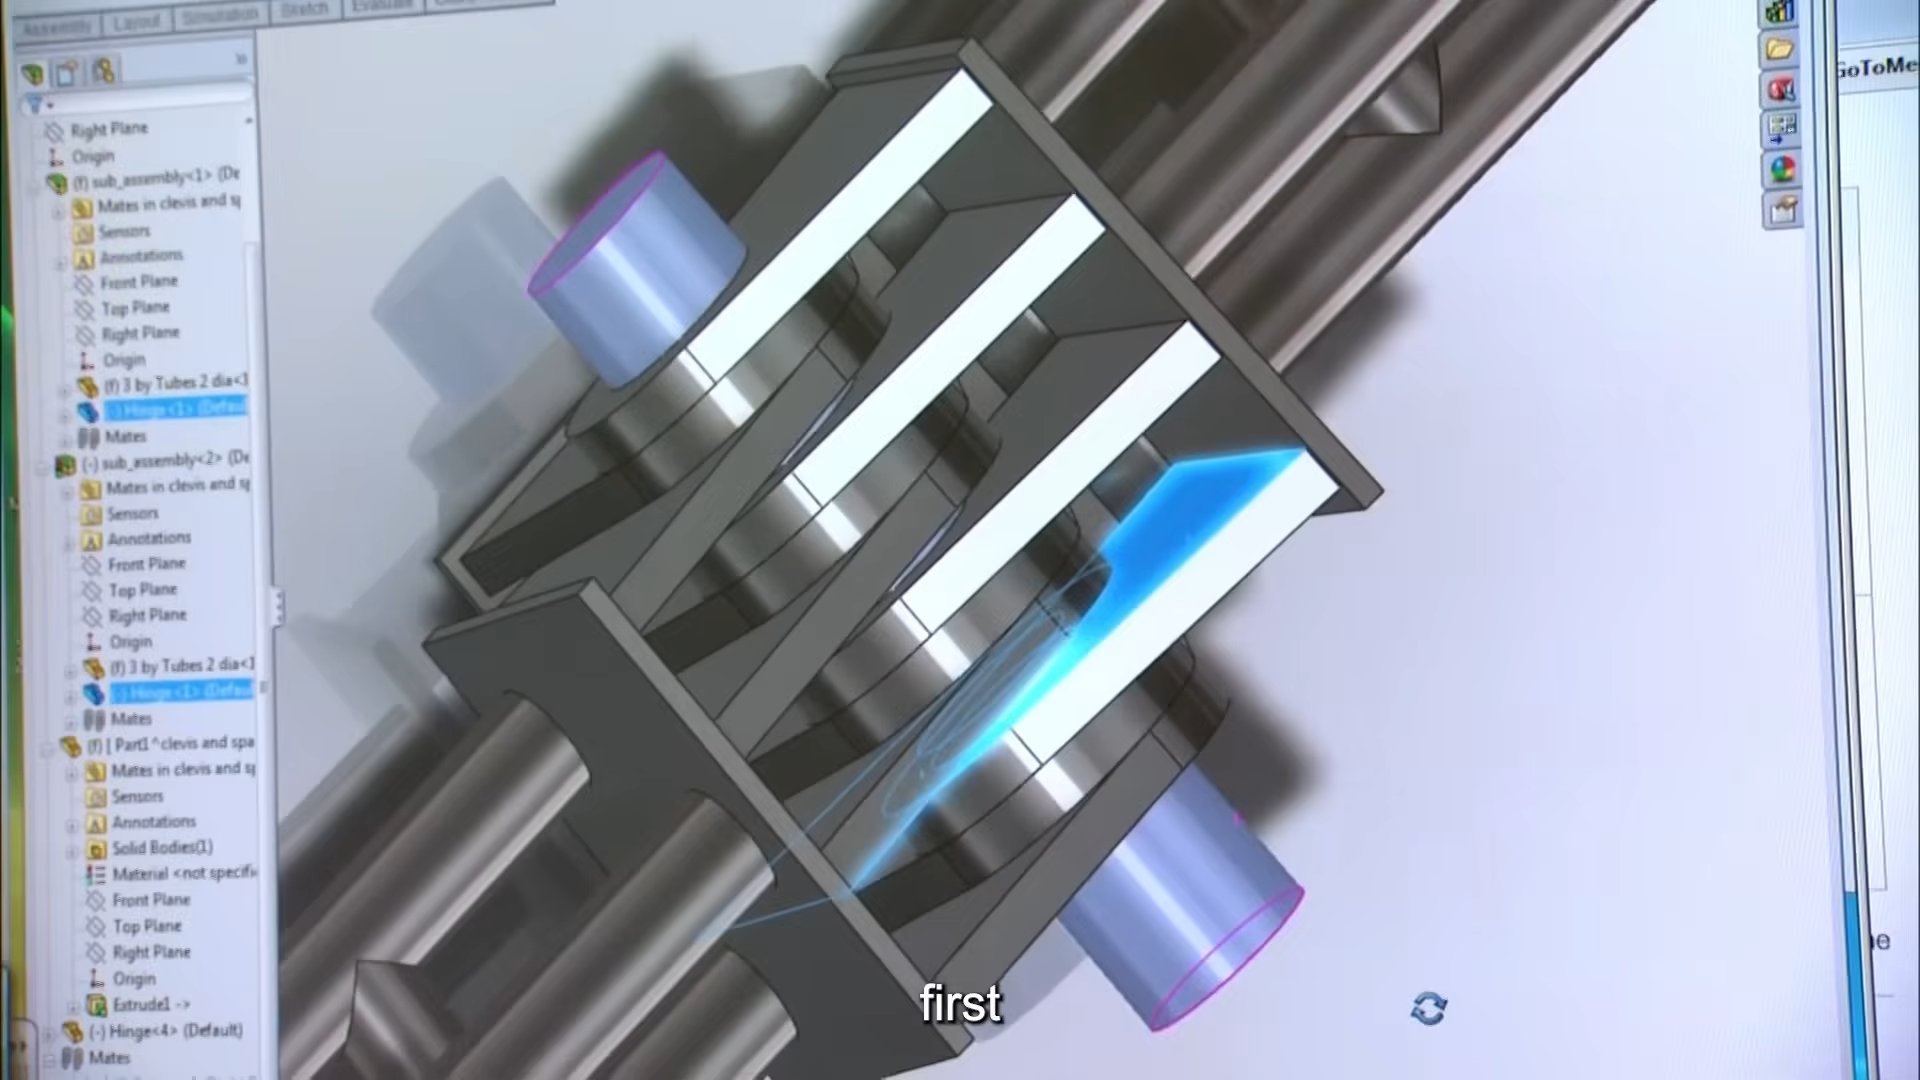 Assembly
Layout
Simulation
Sketch
Evaluate
Right Plane
Origin
(f) sub_assembly<1> (De
Mates in clevis and sp
Sensors
Annotations
Front Plane
Top Plane
Right Plane
Origin
(f) 3 by Tubes 2 dia<1
(-) Hinge<1> (Defaul
Mates
(-) sub_assembly<2> (De
Mates in clevis and sp
Sensors
Annotations
Front Plane
Top Plane
Right Plane
Origin
(f) 3 by Tubes 2 dia<1
(-) Hinge<1> (Defau
Mates
(f) [ Part1^clevis and spa
Mates in clevis and sp
Sensors
Annotations
Solid Bodies(1)
Material <not specifi
Front Plane
Top Plane
Right Plane
Origin
Extrude1 ->
(-) Hinge<4> (Default)
Mates
GoToMe
first